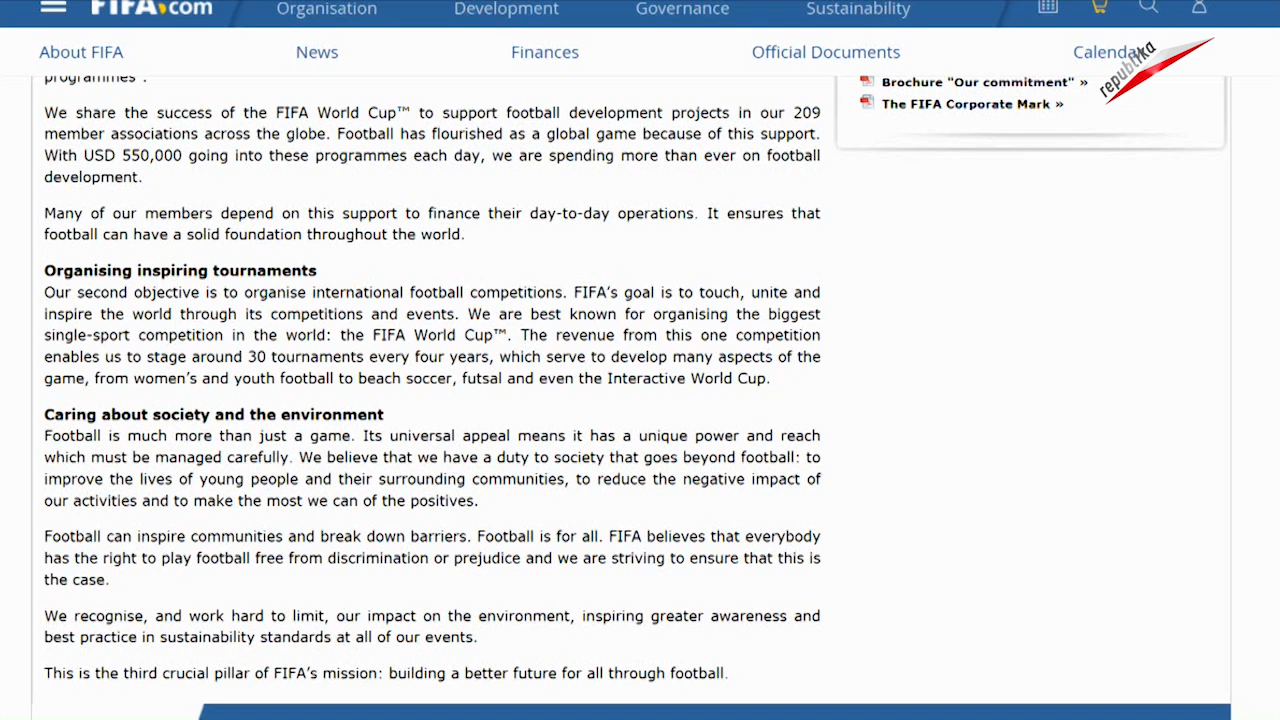 FIFA.com
Organisation
Development
Governance
Sustainability
About FIFA
News
Finances
Official Documents
Calendar
republika
programmes".
Brochure "Our commitment" »
The FIFA Corporate Mark »
We share the success of the FIFA World Cup™ to support football development projects in our 209
member associations across the globe. Football has flourished as a global game because of this support.
With USD 550,000 going into these programmes each day, we are spending more than ever on football
development.
Many of our members depend on this support to finance their day-to-day operations. It ensures that
football can have a solid foundation throughout the world.
Organising inspiring tournaments
Our second objective is to organise international football competitions. FIFA's goal is to touch, unite and
inspire the world through its competitions and events. We are best known for organising the biggest
single-sport competition in the world: the FIFA World Cup™. The revenue from this one competition
enables us to stage around 30 tournaments every four years, which serve to develop many aspects of the
game, from women's and youth football to beach soccer, futsal and even the Interactive World Cup.
Caring about society and the environment
Football is much more than just a game. Its universal appeal means it has a unique power and reach
which must be managed carefully. We believe that we have a duty to society that goes beyond football: to
improve the lives of young people and their surrounding communities, to reduce the negative impact of
our activities and to make the most we can of the positives.
Football can inspire communities and break down barriers. Football is for all. FIFA believes that everybody
has the right to play football free from discrimination or prejudice and we are striving to ensure that this is
the case.
We recognise, and work hard to limit, our impact on the environment, inspiring greater awareness and
best practice in sustainability standards at all of our events.
This is the third crucial pillar of FIFA's mission: building a better future for all through football.